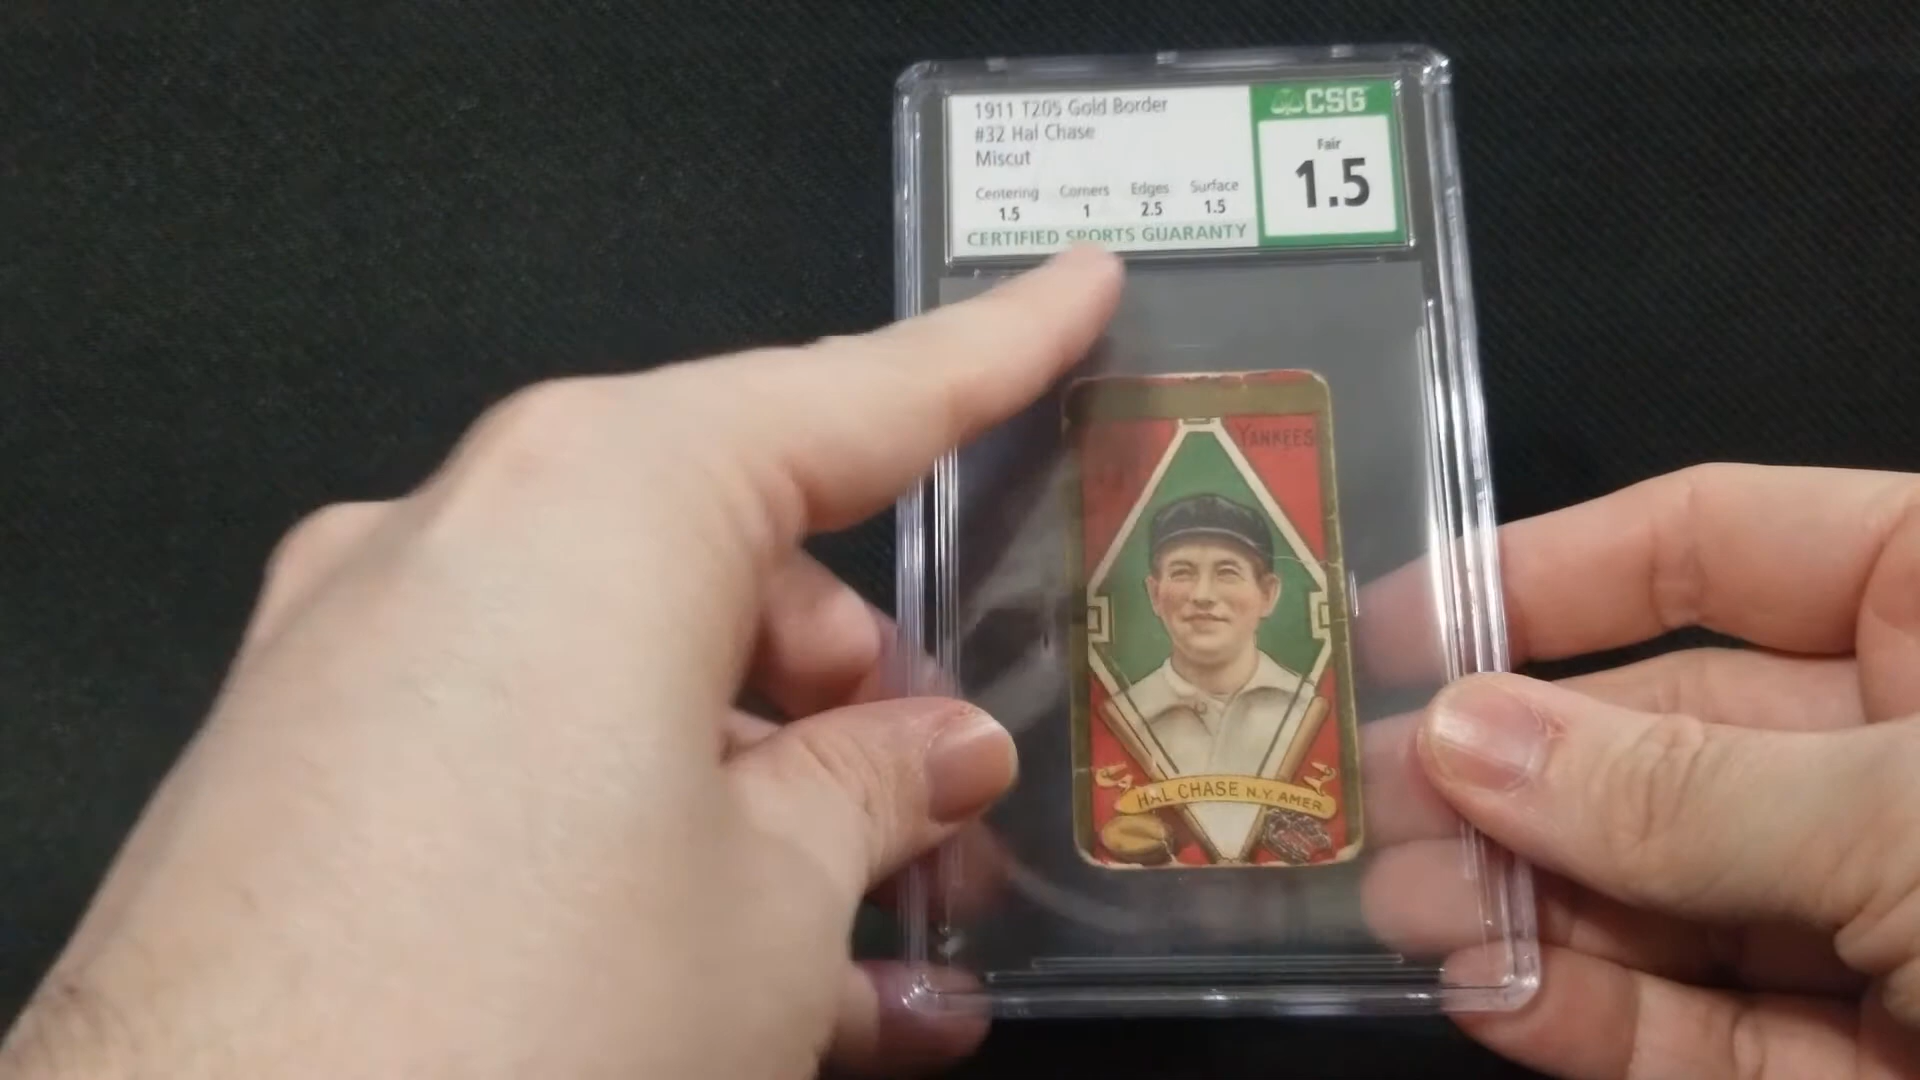 1911 T205 Gold Border
#32 Hal Chase
Miscut
Centering Corners Edges Surface
1.5 1 2.5 1.5
CERTIFIED SPORTS GUARANTY
CSG
Fair
1.5
YANKEES
HAL CHASE N.Y. AMER.